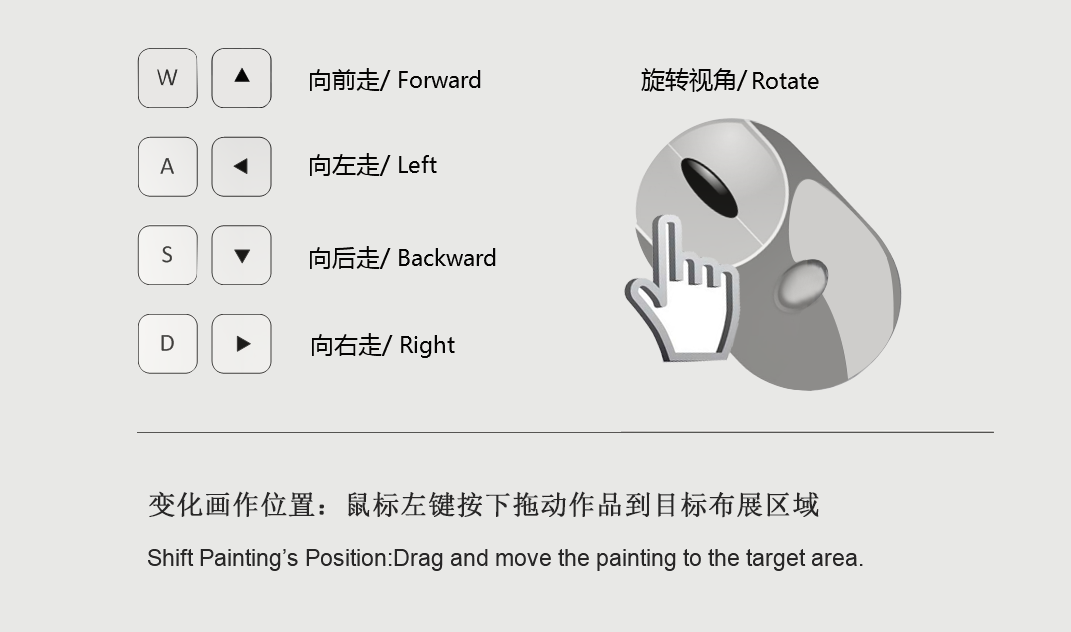 W ▲ 向前走/ Forward
旋转视角/ Rotate
A ◀ 向左走/ Left
S ▼ 向后走/ Backward
D ▶ 向右走/ Right
变化画作位置：鼠标左键按下拖动作品到目标布展区域
Shift Painting’s Position:Drag and move the painting to the target area.